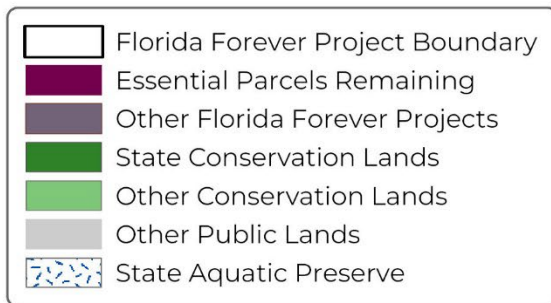 Florida Forever Project Boundary
Essential Parcels Remaining
Other Florida Forever Projects
State Conservation Lands
Other Conservation Lands
Other Public Lands
State Aquatic Preserve